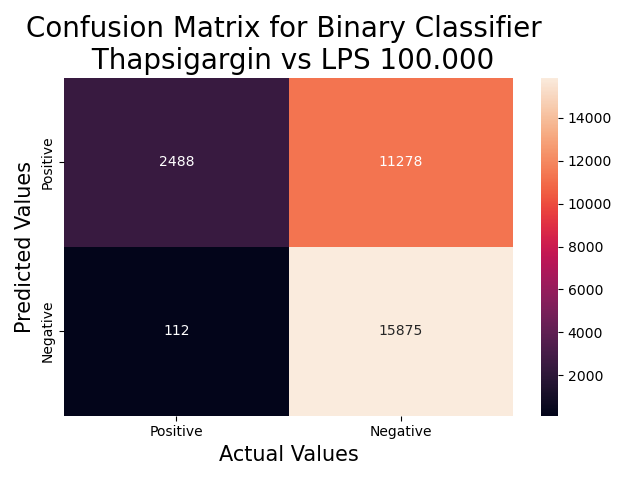 Confusion Matrix for Binary Classifier
Thapsigargin vs LPS 100.000
Predicted Values
Positive
Negative
2488
11278
112
15875
Positive
Negative
Actual Values
14000
12000
10000
8000
6000
4000
2000